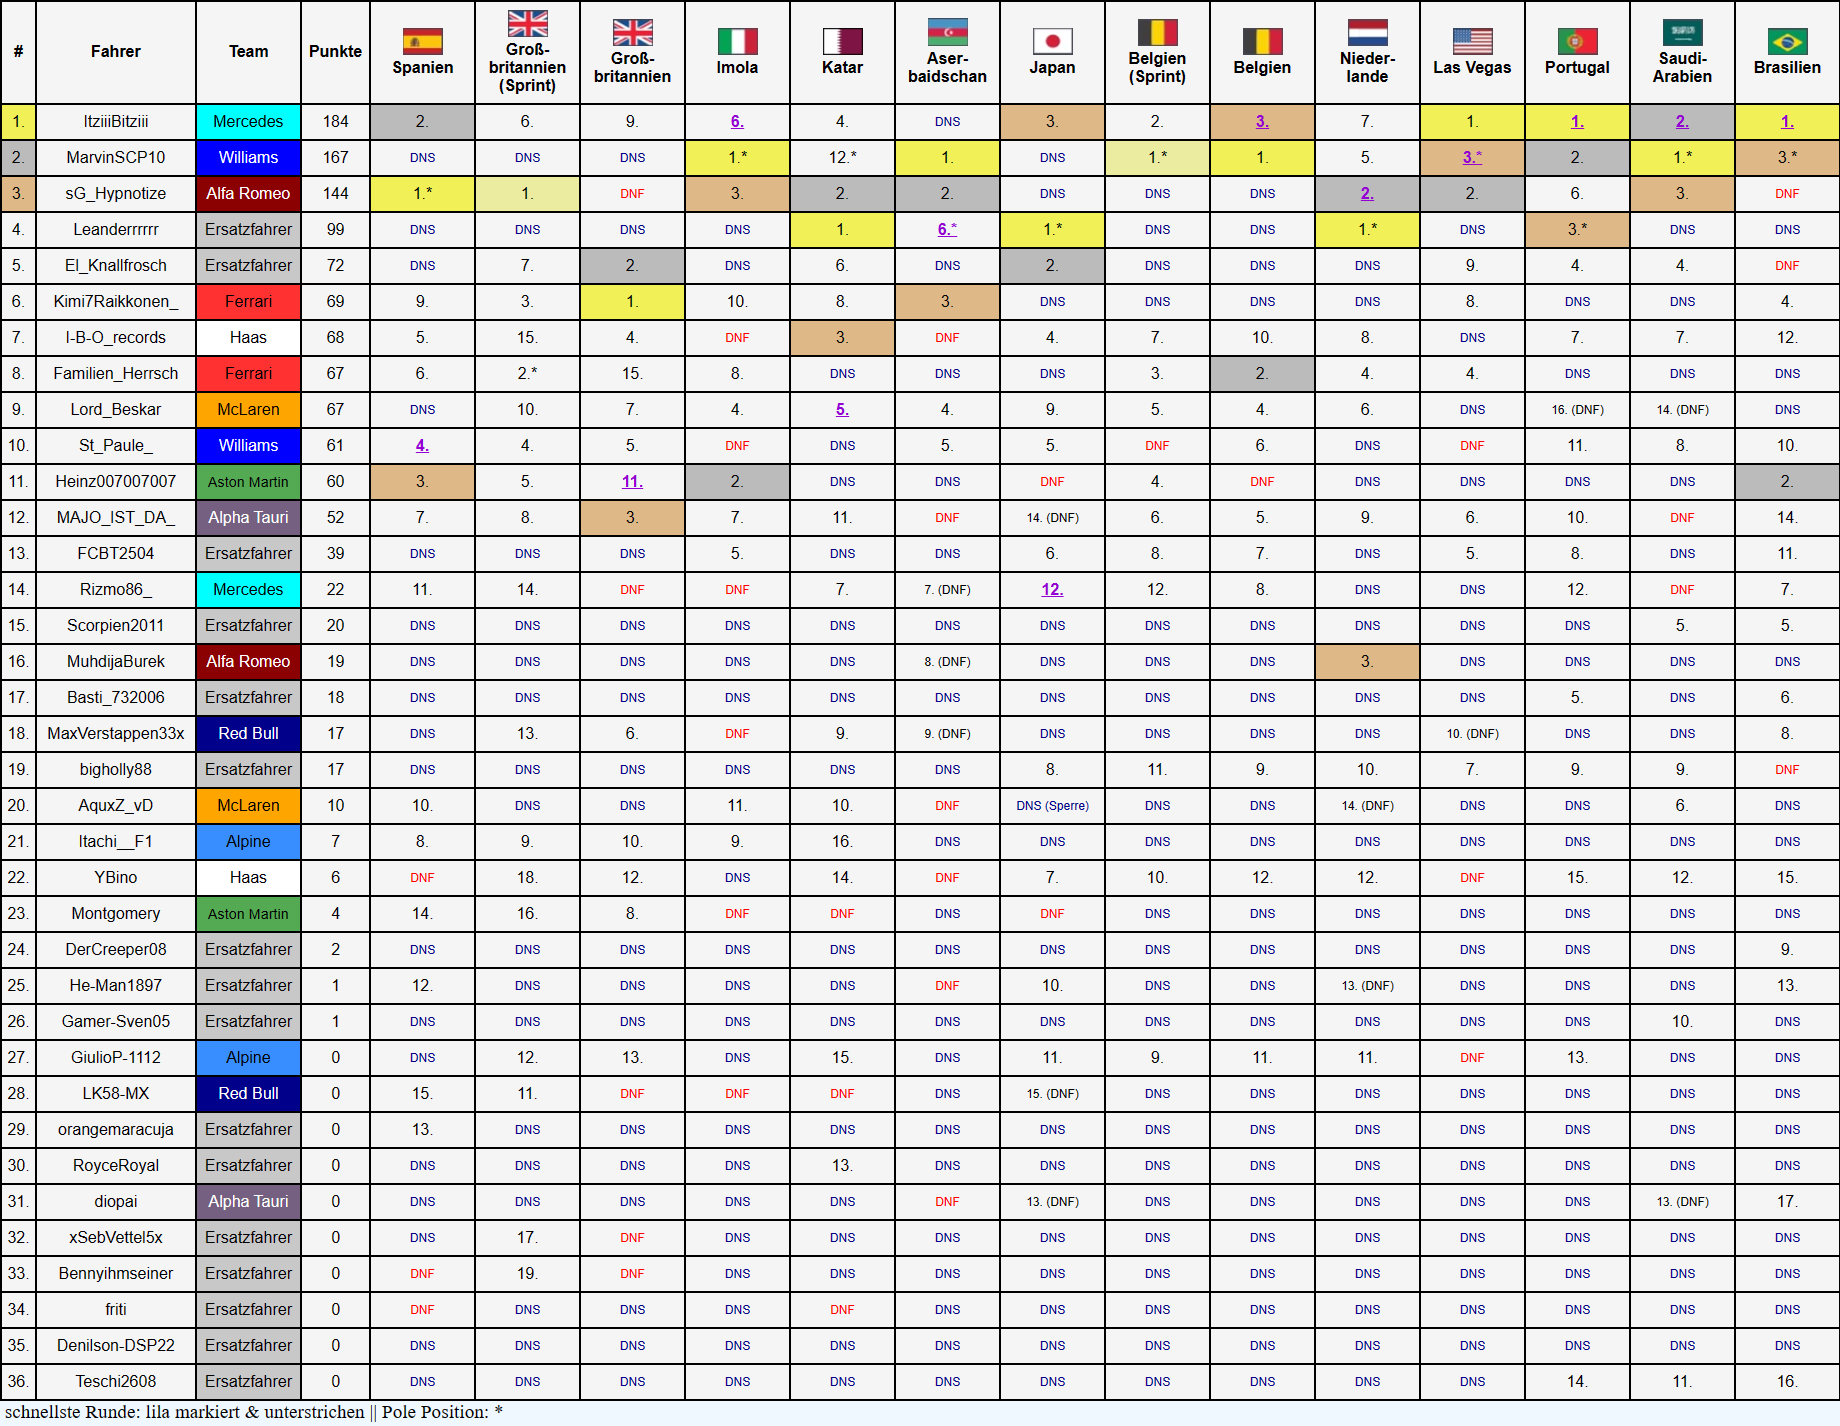 # Fahrer Team Punkte Spanien Groß-britannien (Sprint) Groß-britannien Imola Katar Aser-baidschan Japan Belgien (Sprint) Belgien Nieder-lande Las Vegas Portugal Saudi-Arabien Brasilien
1. ItziiiBitziii Mercedes 184 2. 6. 9. 6. 4. DNS 3. 2. 3. 7. 1. 1. 2. 1.
2. MarvinSCP10 Williams 167 DNS DNS DNS 1.* 12.* 1. DNS 1.* 1. 5. 3.* 2. 1.* 3.*
3. sG_Hypnotize Alfa Romeo 144 1.* 1. DNF 3. 2. 2. DNS DNS DNS 2. 2. 6. 3. DNF
4. Leanderrrrrr Ersatzfahrer 99 DNS DNS DNS DNS 1. 6.* 1.* DNS DNS 1.* DNS 3.* DNS DNS
5. El_Knallfrosch Ersatzfahrer 72 DNS 7. 2. DNS 6. DNS 2. DNS DNS DNS 9. 4. 4. DNF
6. Kimi7Raikkonen_ Ferrari 69 9. 3. 1. 10. 8. 3. DNS DNS DNS DNS 8. DNS DNS 4.
7. I-B-O_records Haas 68 5. 15. 4. DNF 3. DNF 4. 7. 10. 8. DNS 7. 7. 12.
8. Familien_Herrsch Ferrari 67 6. 2.* 15. 8. DNS DNS DNS 3. 2. 4. 4. DNS DNS DNS
9. Lord_Beskar McLaren 67 DNS 10. 7. 4. 5. 4. 9. 5. 4. 6. DNS 16. (DNF) 14. (DNF) DNS
10. St_Paule_ Williams 61 4. 4. 5. DNF DNS 5. 5. DNF 6. DNS DNF 11. 8. 10.
11. Heinz007007007 Aston Martin 60 3. 5. 11. 2. DNS DNS DNF 4. DNF DNS DNS DNS DNS 2.
12. MAJO_IST_DA_ Alpha Tauri 52 7. 8. 3. 7. 11. DNF 14. (DNF) 6. 5. 9. 6. 10. DNF 14.
13. FCBT2504 Ersatzfahrer 39 DNS DNS DNS 5. DNS DNS 6. 8. 7. DNS 5. 8. DNS 11.
14. Rizmo86_ Mercedes 22 11. 14. DNF DNF 7. 7. (DNF) 12. 12. 8. DNS DNS 12. DNF 7.
15. Scorpien2011 Ersatzfahrer 20 DNS DNS DNS DNS DNS DNS DNS DNS DNS DNS DNS DNS 5. 5.
16. MuhdijaBurek Alfa Romeo 19 DNS DNS DNS DNS DNS 8. (DNF) DNS DNS DNS 3. DNS DNS DNS DNS
17. Basti_732006 Ersatzfahrer 18 DNS DNS DNS DNS DNS DNS DNS DNS DNS DNS DNS 5. DNS 6.
18. MaxVerstappen33x Red Bull 17 DNS 13. 6. DNF 9. 9. (DNF) DNS DNS DNS DNS 10. (DNF) DNS DNS 8.
19. bigholly88 Ersatzfahrer 17 DNS DNS DNS DNS DNS DNS 8. 11. 9. 10. 7. 9. 9. DNF
20. AquxZ_vD McLaren 10 10. DNS DNS 11. 10. DNF DNS (Sperre) DNS DNS 14. (DNF) DNS DNS 6. DNS
21. Itachi__F1 Alpine 7 8. 9. 10. 9. 16. DNS DNS DNS DNS DNS DNS DNS DNS DNS
22. YBino Haas 6 DNF 18. 12. DNS 14. DNF 7. 10. 12. 12. DNF 15. 12. 15.
23. Montgomery Aston Martin 4 14. 16. 8. DNF DNF DNS DNF DNS DNS DNS DNS DNS DNS DNS
24. DerCreeper08 Ersatzfahrer 2 DNS DNS DNS DNS DNS DNS DNS DNS DNS DNS DNS DNS DNS 9.
25. He-Man1897 Ersatzfahrer 1 12. DNS DNS DNS DNS DNF 10. DNS DNS 13. (DNF) DNS DNS DNS 13.
26. Gamer-Sven05 Ersatzfahrer 1 DNS DNS DNS DNS DNS DNS DNS DNS DNS DNS DNS DNS 10. DNS
27. GiulioP-1112 Alpine 0 DNS 12. 13. DNS 15. DNS 11. 9. 11. 11. DNF 13. DNS DNS
28. LK58-MX Red Bull 0 15. 11. DNF DNF DNF DNS 15. (DNF) DNS DNS DNS DNS DNS DNS DNS
29. orangemaracuja Ersatzfahrer 0 13. DNS DNS DNS DNS DNS DNS DNS DNS DNS DNS DNS DNS DNS
30. RoyceRoyal Ersatzfahrer 0 DNS DNS DNS DNS 13. DNS DNS DNS DNS DNS DNS DNS DNS DNS
31. diopai Alpha Tauri 0 DNS DNS DNS DNS DNS DNF 13. (DNF) DNS DNS DNS DNS DNS 13. (DNF) 17.
32. xSebVettel5x Ersatzfahrer 0 DNS 17. DNF DNS DNS DNS DNS DNS DNS DNS DNS DNS DNS DNS
33. Bennyihmseiner Ersatzfahrer 0 DNF 19. DNF DNS DNS DNS DNS DNS DNS DNS DNS DNS DNS DNS
34. friti Ersatzfahrer 0 DNF DNS DNS DNS DNF DNS DNS DNS DNS DNS DNS DNS DNS DNS
35. Denilson-DSP22 Ersatzfahrer 0 DNS DNS DNS DNS DNS DNS DNS DNS DNS DNS DNS DNS DNS DNS
36. Teschi2608 Ersatzfahrer 0 DNS DNS DNS DNS DNS DNS DNS DNS DNS DNS DNS 14. 11. 16.
schnellste Runde: lila markiert & unterstrichen || Pole Position: *